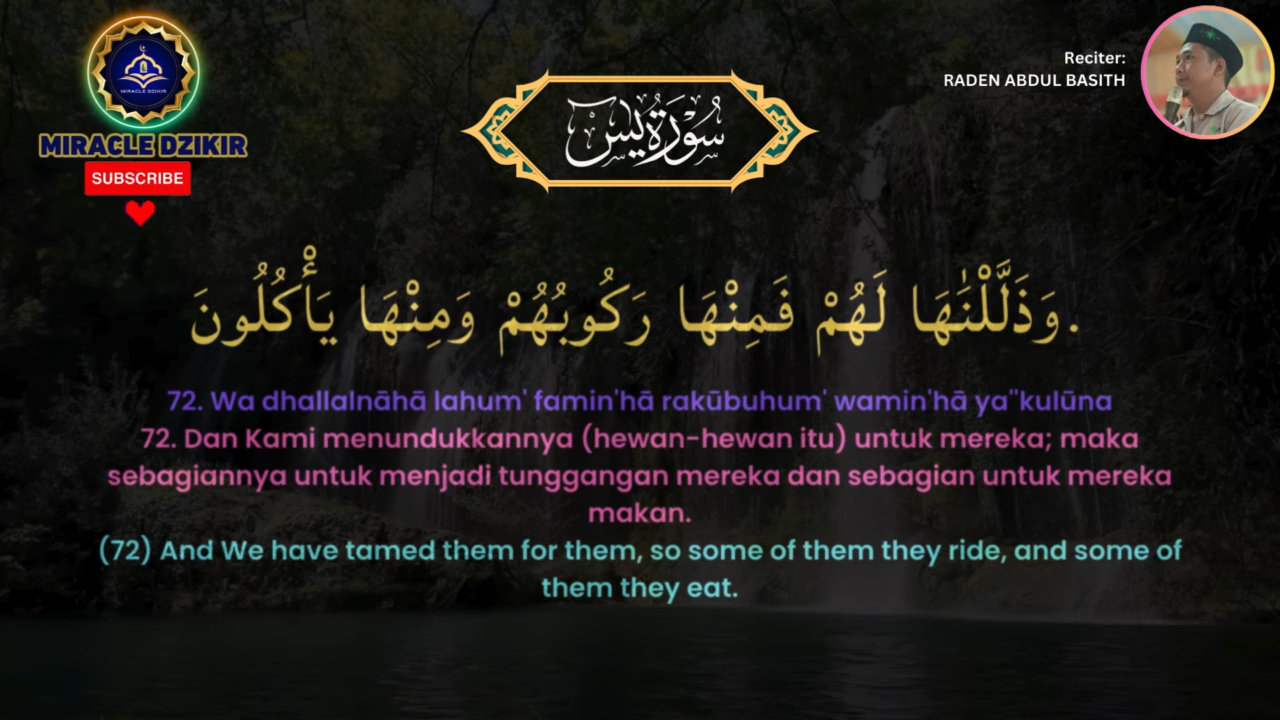 MIRACLE DZIKIR
MIRACLE DZIKIR
SUBSCRIBE
Reciter:
RADEN ABDUL BASITH
سُوْرَةُ يٰس
وَذَلَّلْنَٰهَا لَهُمْ فَمِنْهَا رَكُوبُهُمْ وَمِنْهَا يَأْكُلُونَ.
72. Wa dhallalnāhā lahum' famin'hā rakūbuhum' wamin'hā ya"kulūna
72. Dan Kami menundukkannya (hewan-hewan itu) untuk mereka; maka
sebagiannya untuk menjadi tunggangan mereka dan sebagian untuk mereka
makan.
(72) And We have tamed them for them, so some of them they ride, and some of
them they eat.